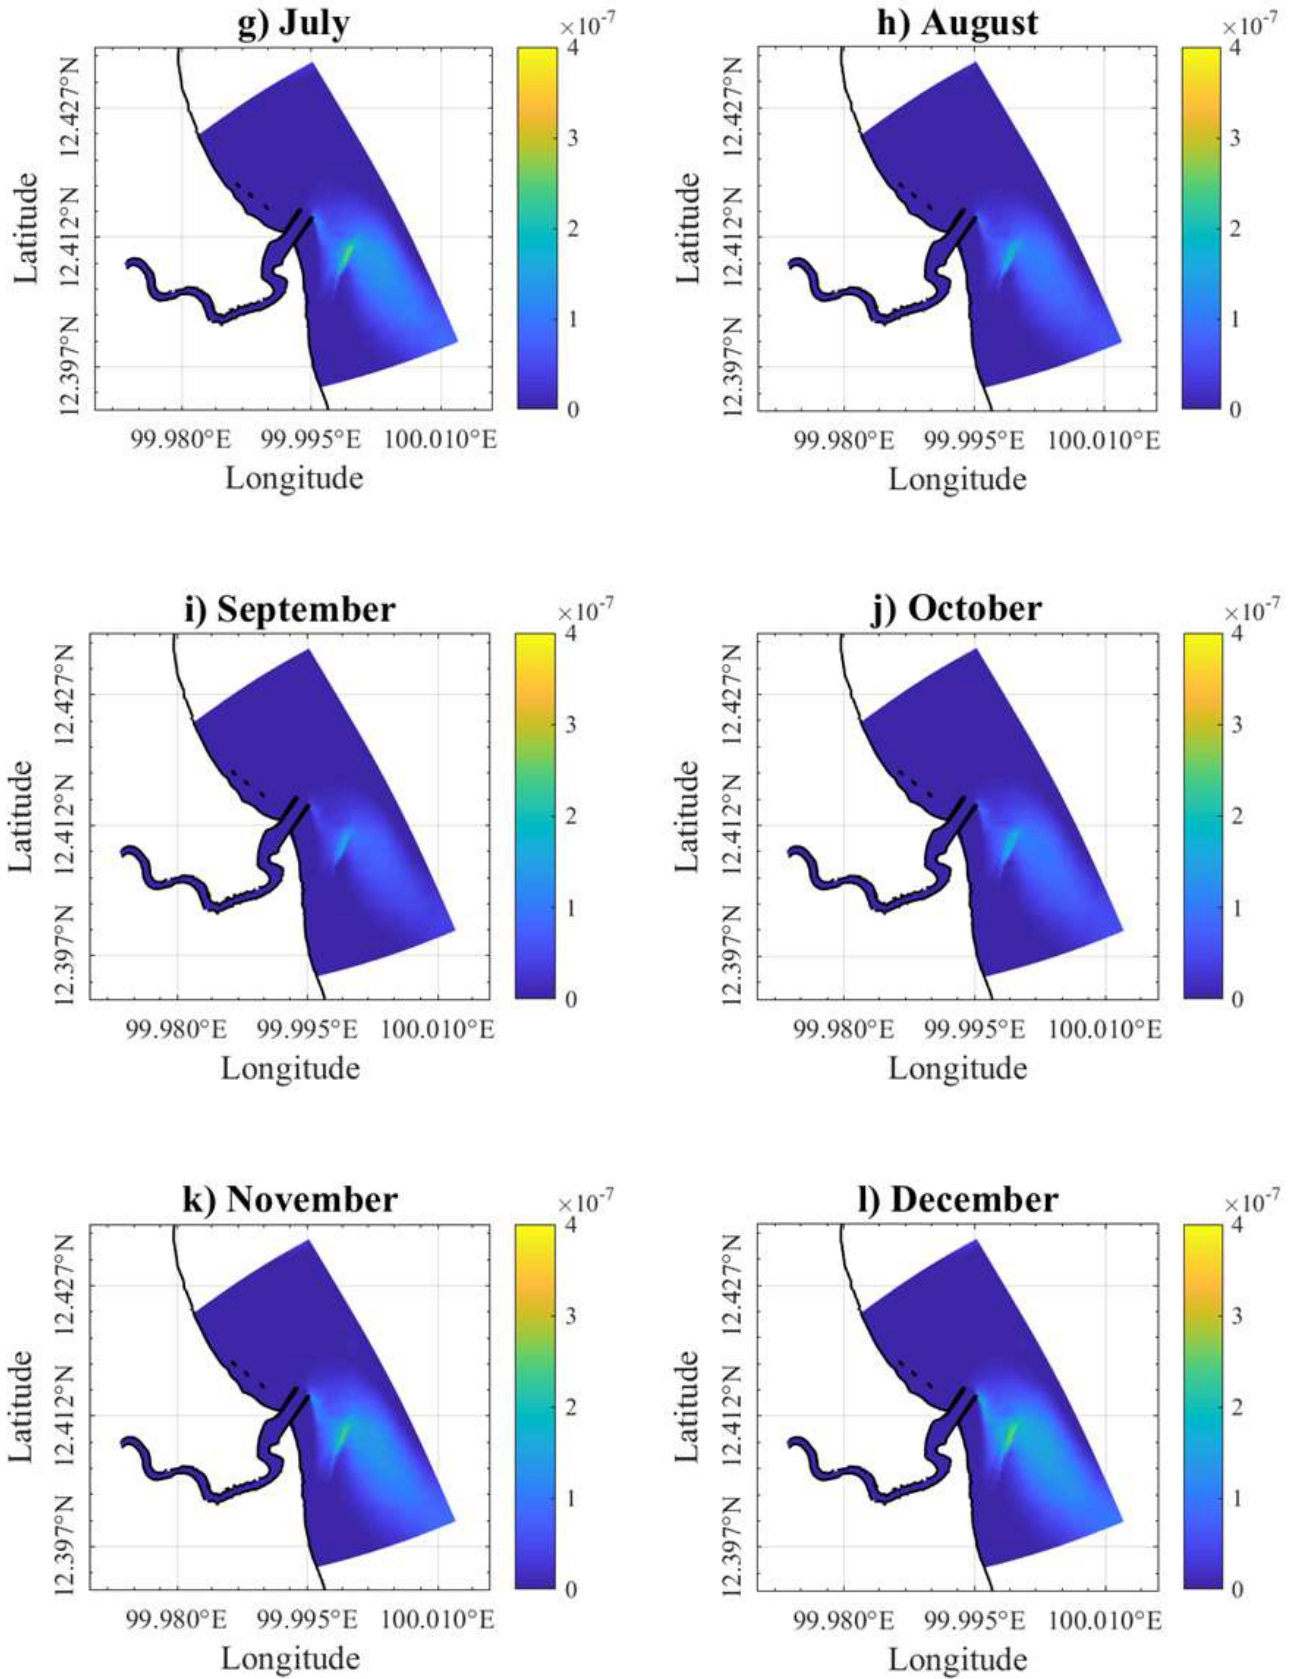 g) July
×10-7
4
3
2
1
0
12.427°N
12.412°N
12.397°N
Latitude
99.980°E 99.995°E 100.010°E
Longitude
h) August
×10-7
4
3
2
1
0
12.427°N
12.412°N
12.397°N
Latitude
99.980°E 99.995°E 100.010°E
Longitude
i) September
×10-7
4
3
2
1
0
12.427°N
12.412°N
12.397°N
Latitude
99.980°E 99.995°E 100.010°E
Longitude
j) October
×10-7
4
3
2
1
0
12.427°N
12.412°N
12.397°N
Latitude
99.980°E 99.995°E 100.010°E
Longitude
k) November
×10-7
4
3
2
1
0
12.427°N
12.412°N
12.397°N
Latitude
99.980°E 99.995°E 100.010°E
Longitude
l) December
×10-7
4
3
2
1
0
12.427°N
12.412°N
12.397°N
Latitude
99.980°E 99.995°E 100.010°E
Longitude